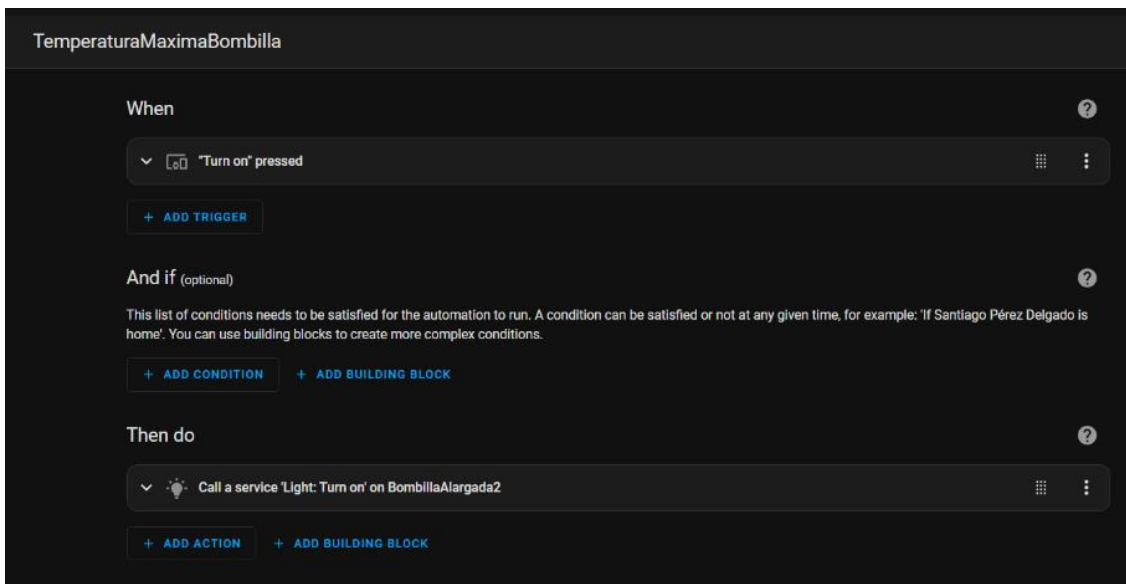 TemperaturaMaximaBombilla
When
"Turn on" pressed
+ ADD TRIGGER
And if (optional)
This list of conditions needs to be satisfied for the automation to run. A condition can be satisfied or not at any given time, for example: 'If Santiago Pérez Delgado is
home'. You can use building blocks to create more complex conditions.
+ ADD CONDITION + ADD BUILDING BLOCK
Then do
Call a service 'Light: Turn on' on BombillaAlargada2
+ ADD ACTION + ADD BUILDING BLOCK